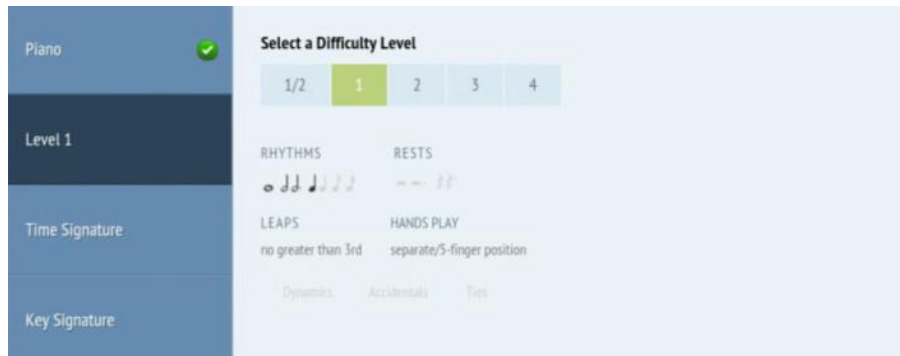 Piano
Level 1
Time Signature
Key Signature
Select a Difficulty Level
1/2 1 2 3 4
RHYTHMS RESTS
LEAPS HANDS PLAY
no greater than 3rd separate/5-finger position
Dynamics Accidentals Ties